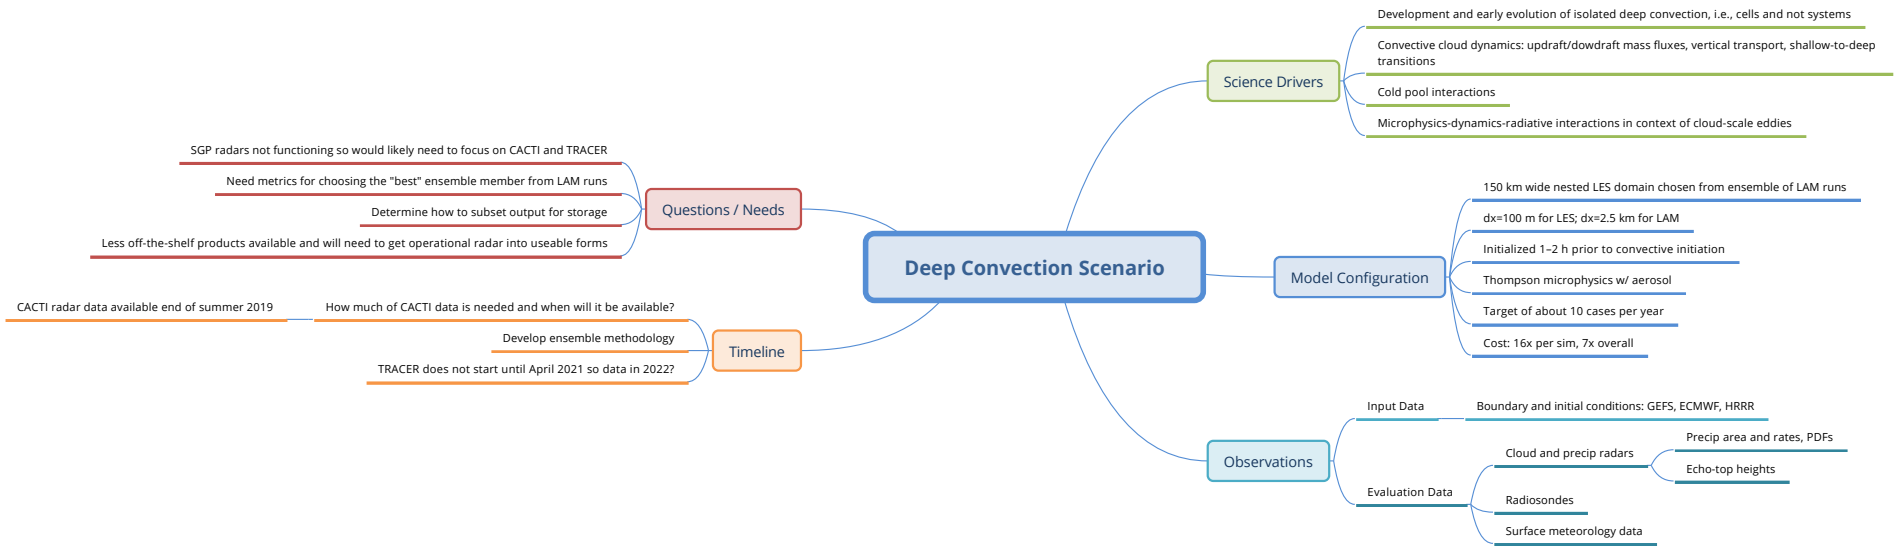 Deep Convection Scenario
Science Drivers
Development and early evolution of isolated deep convection, i.e., cells and not systems
Convective cloud dynamics: updraft/dowdraft mass fluxes, vertical transport, shallow-to-deep
transitions
Cold pool interactions
Microphysics-dynamics-radiative interactions in context of cloud-scale eddies
Model Configuration
150 km wide nested LES domain chosen from ensemble of LAM runs
dx=100 m for LES; dx=2.5 km for LAM
Initialized 1–2 h prior to convective initiation
Thompson microphysics w/ aerosol
Target of about 10 cases per year
Cost: 16x per sim, 7x overall
Observations
Input Data
Boundary and initial conditions: GEFS, ECMWF, HRRR
Evaluation Data
Cloud and precip radars
Precip area and rates, PDFs
Echo-top heights
Radiosondes
Surface meteorology data
Questions / Needs
SGP radars not functioning so would likely need to focus on CACTI and TRACER
Need metrics for choosing the "best" ensemble member from LAM runs
Determine how to subset output for storage
Less off-the-shelf products available and will need to get operational radar into useable forms
Timeline
How much of CACTI data is needed and when will it be available?
CACTI radar data available end of summer 2019
Develop ensemble methodology
TRACER does not start until April 2021 so data in 2022?